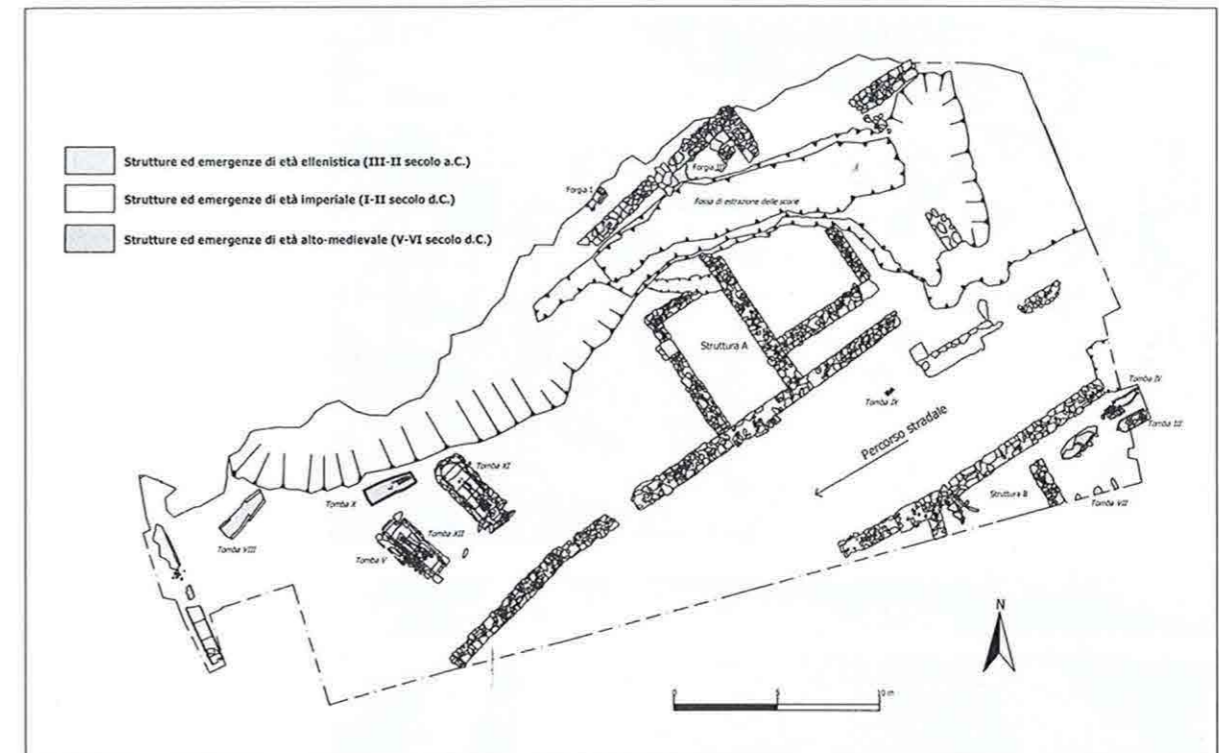 Strutture ed emergenze di età ellenistica (III-II secolo a.C.)
Strutture ed emergenze di età imperiale (I-II secolo d.C.)
Strutture ed emergenze di età alto-medievale (V-VI secolo d.C.)
Forgia I
Forgia II
Fossa di estrazione delle scorie
Struttura A
Tomba IX
Percorso stradale
Tomba IV
Tomba III
Struttura B
Tomba VII
Tomba XI
Tomba X
Tomba XII
Tomba V
Tomba VIII
N
0 5 10 m